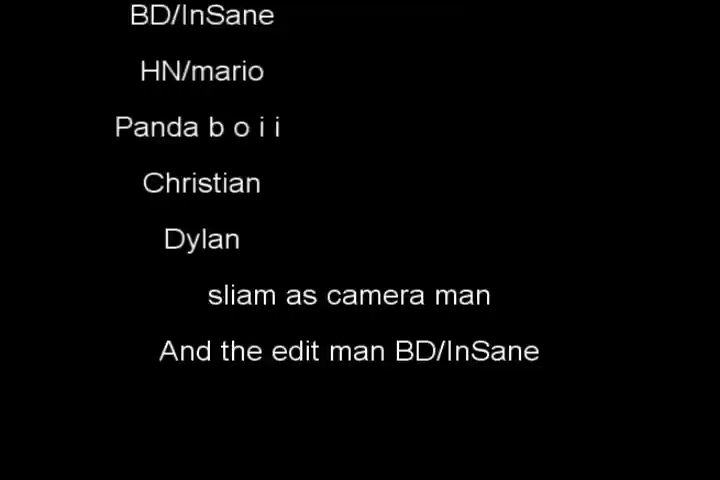 BD/InSane
HN/mario
Panda b o i i
Christian
Dylan
sliam as camera man
And the edit man BD/InSane